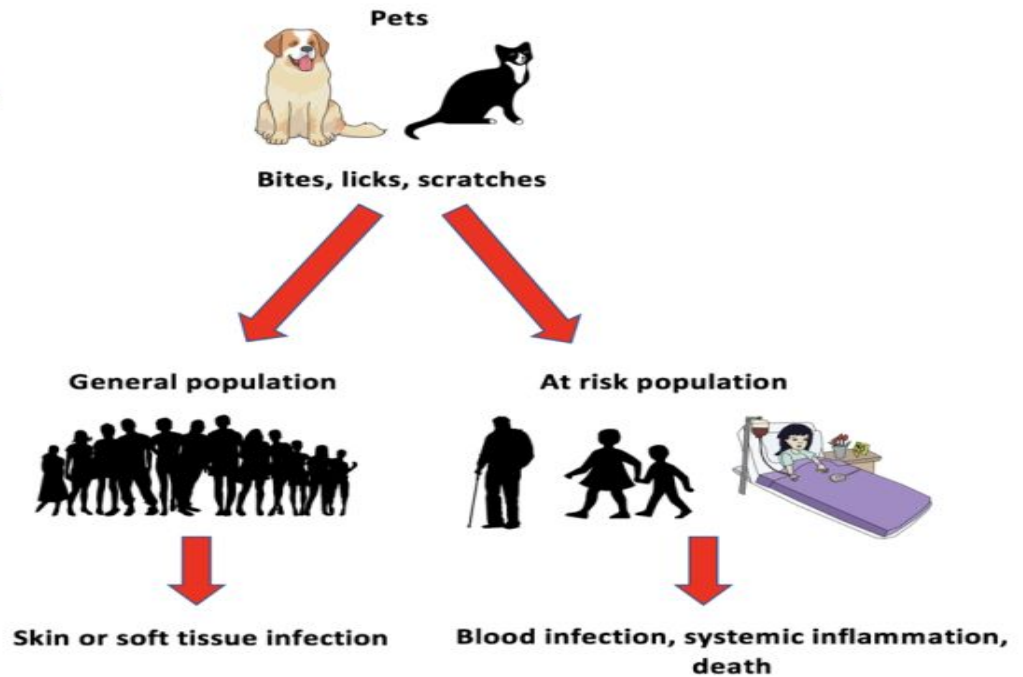 Pets
Bites, licks, scratches
General population
At risk population
Skin or soft tissue infection
Blood infection, systemic inflammation,
death